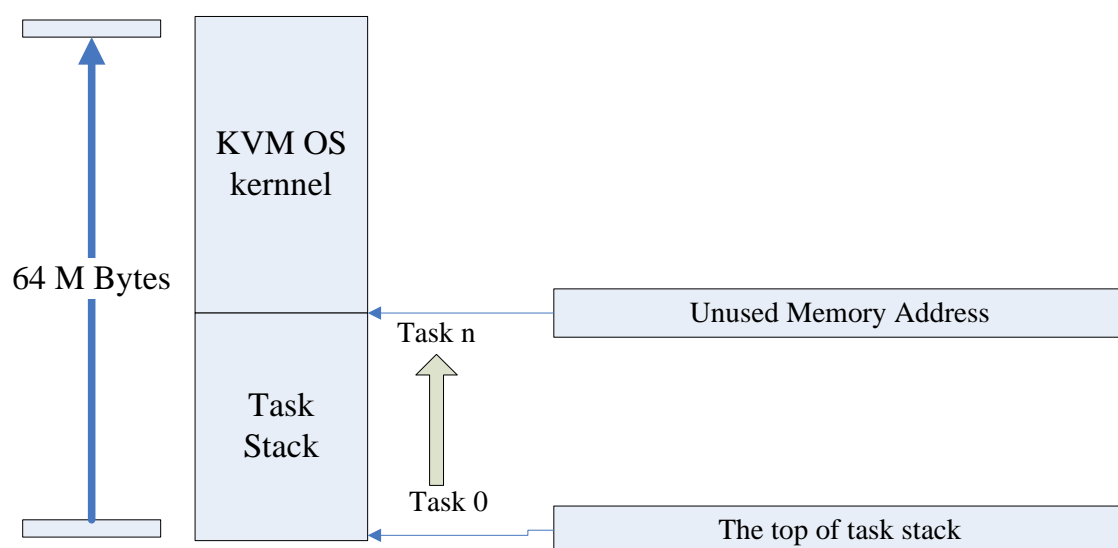 KVM OS
kernnel
64 M Bytes
Unused Memory Address
Task n
Task
Stack
Task 0
The top of task stack